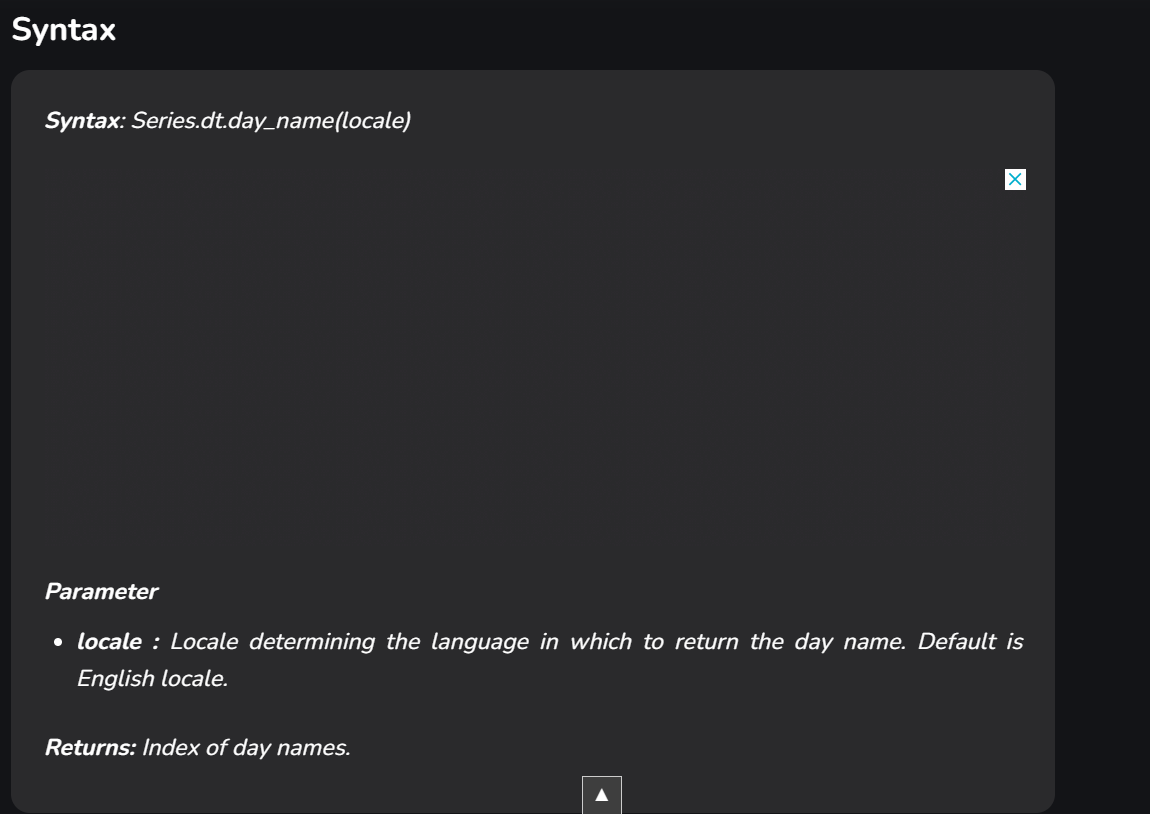 Syntax
Syntax: Series.dt.day_name(locale)
Parameter
locale : Locale determining the language in which to return the day name. Default is
English locale.
Returns: Index of day names.